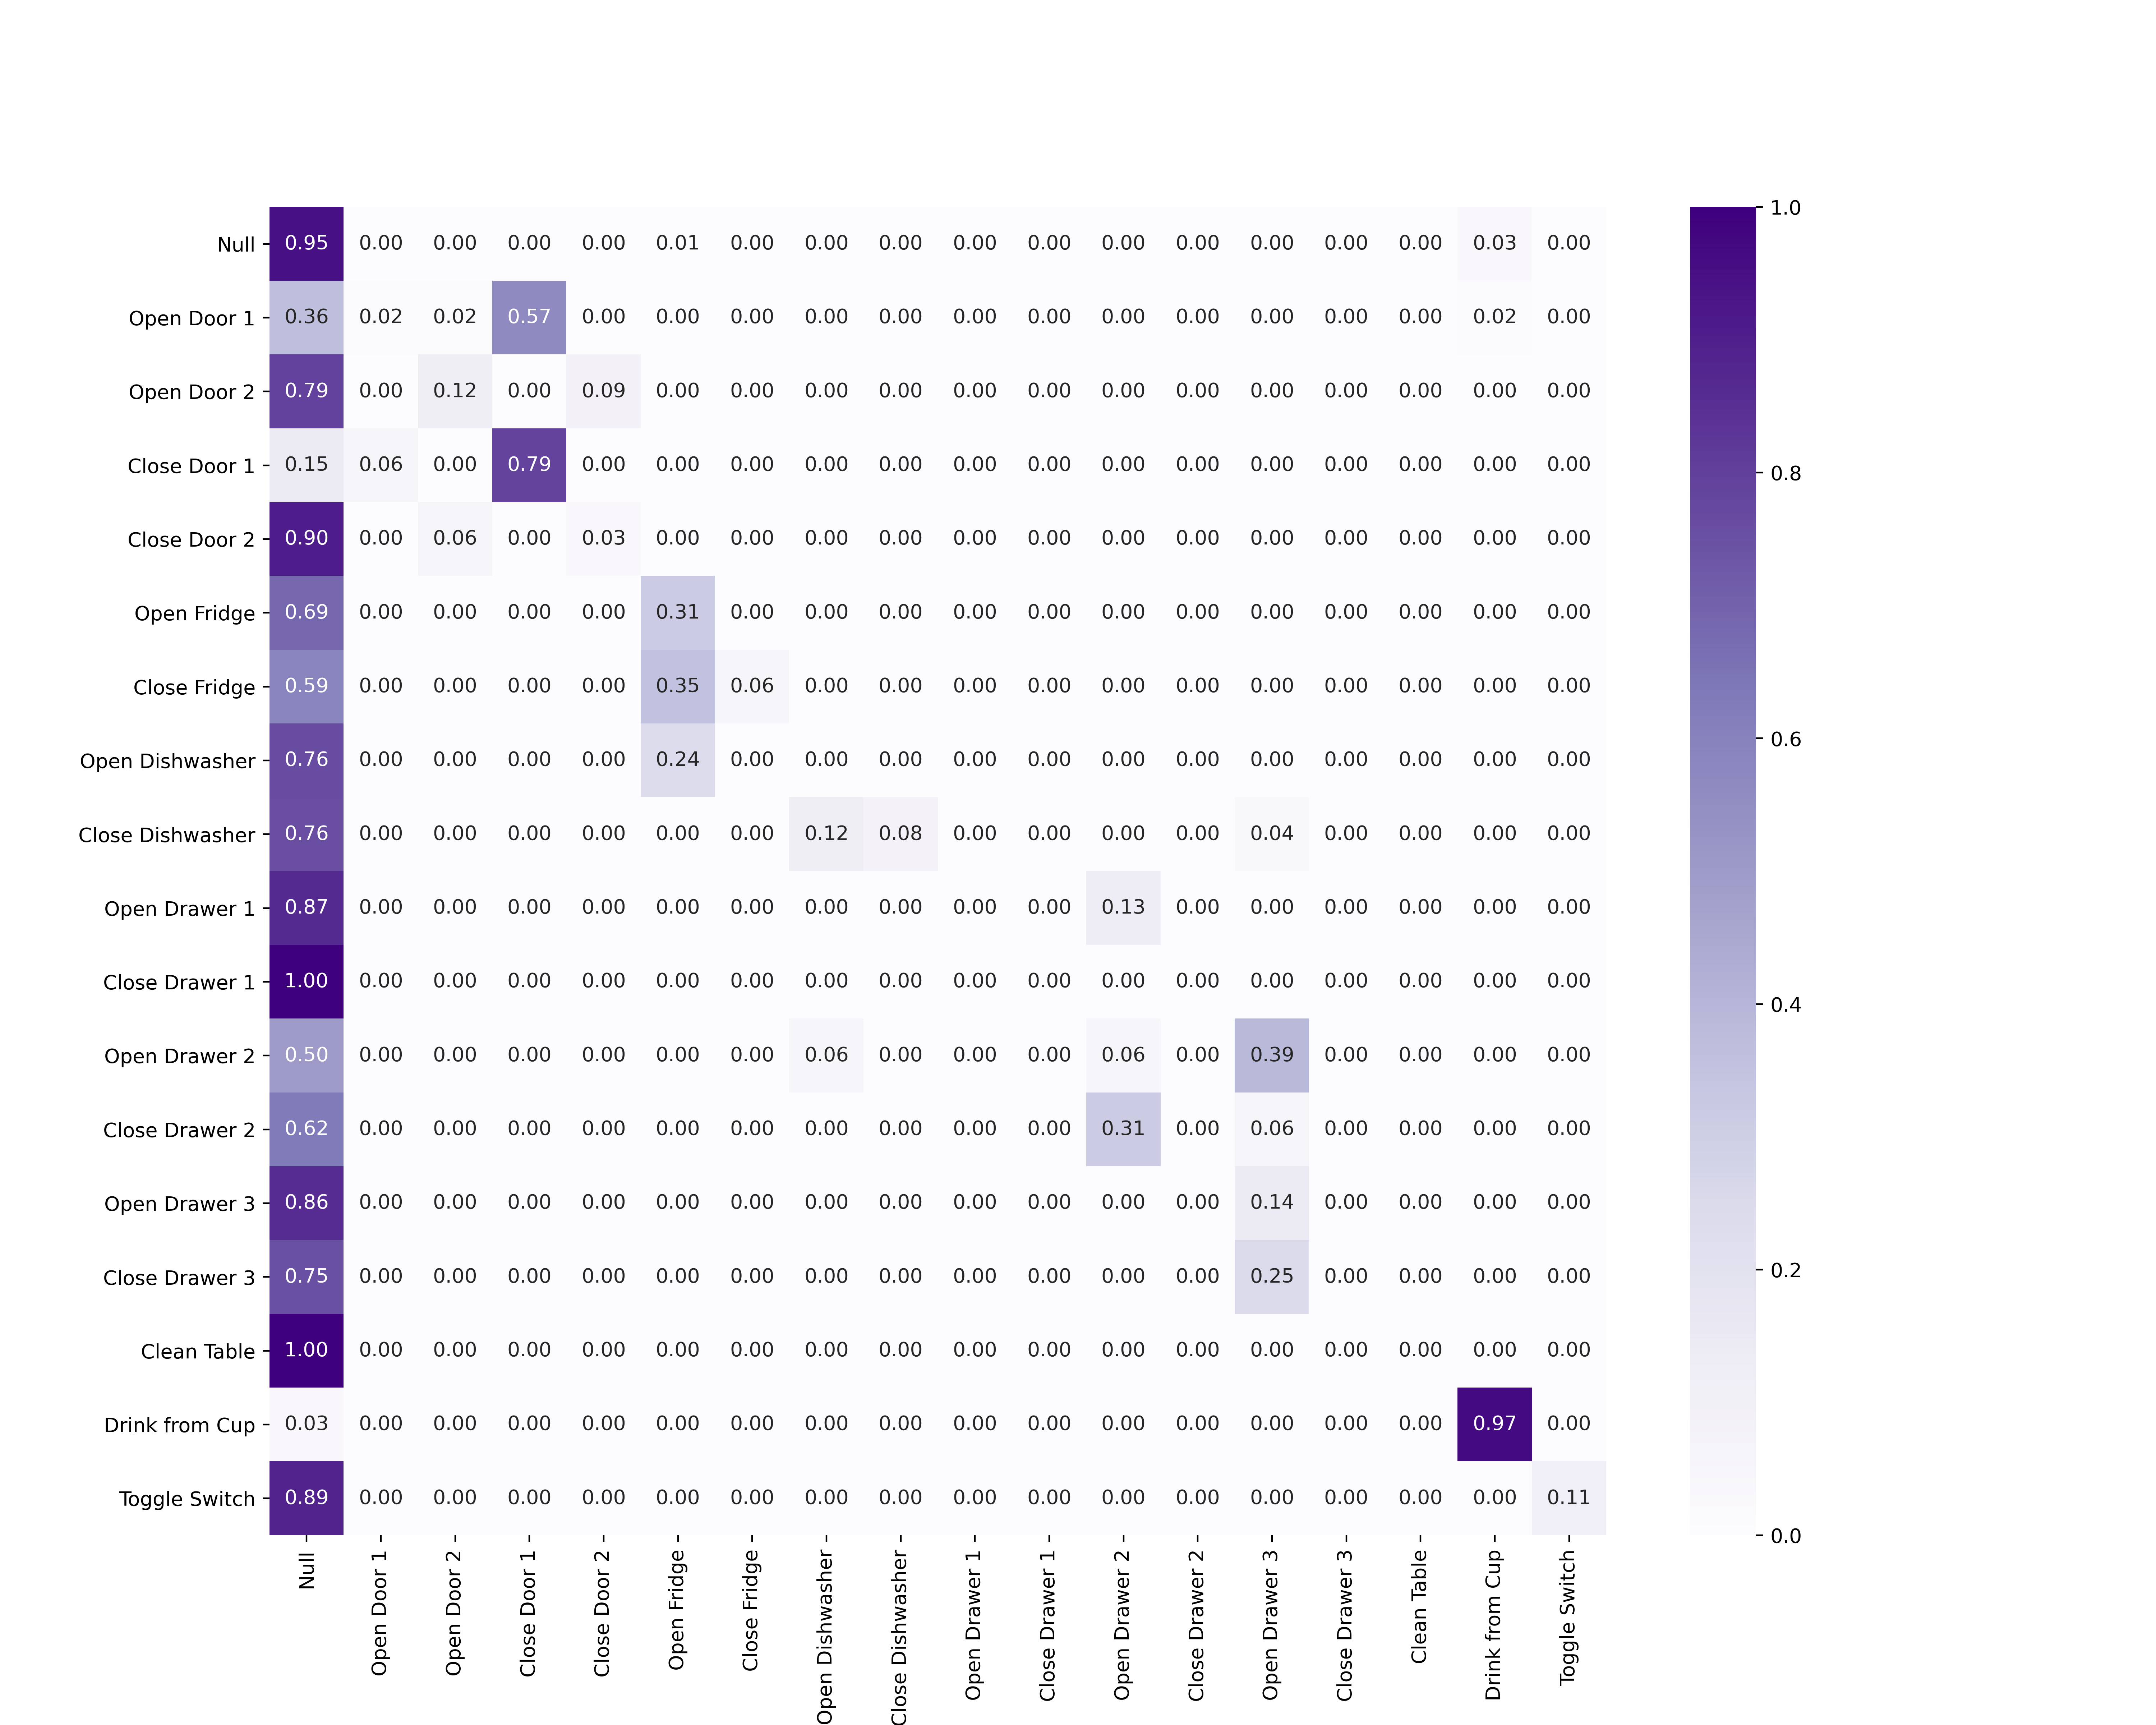 Null 0.95 0.00 0.00 0.00 0.00 0.01 0.00 0.00 0.00 0.00 0.00 0.00 0.00 0.00 0.00 0.00 0.03 0.00
Open Door 1 0.36 0.02 0.02 0.57 0.00 0.00 0.00 0.00 0.00 0.00 0.00 0.00 0.00 0.00 0.00 0.00 0.02 0.00
Open Door 2 0.79 0.00 0.12 0.00 0.09 0.00 0.00 0.00 0.00 0.00 0.00 0.00 0.00 0.00 0.00 0.00 0.00 0.00
Close Door 1 0.15 0.06 0.00 0.79 0.00 0.00 0.00 0.00 0.00 0.00 0.00 0.00 0.00 0.00 0.00 0.00 0.00 0.00
Close Door 2 0.90 0.00 0.06 0.00 0.03 0.00 0.00 0.00 0.00 0.00 0.00 0.00 0.00 0.00 0.00 0.00 0.00 0.00
Open Fridge 0.69 0.00 0.00 0.00 0.00 0.31 0.00 0.00 0.00 0.00 0.00 0.00 0.00 0.00 0.00 0.00 0.00 0.00
Close Fridge 0.59 0.00 0.00 0.00 0.00 0.35 0.06 0.00 0.00 0.00 0.00 0.00 0.00 0.00 0.00 0.00 0.00 0.00
Open Dishwasher 0.76 0.00 0.00 0.00 0.00 0.24 0.00 0.00 0.00 0.00 0.00 0.00 0.00 0.00 0.00 0.00 0.00 0.00
Close Dishwasher 0.76 0.00 0.00 0.00 0.00 0.00 0.00 0.12 0.08 0.00 0.00 0.00 0.00 0.04 0.00 0.00 0.00 0.00
Open Drawer 1 0.87 0.00 0.00 0.00 0.00 0.00 0.00 0.00 0.00 0.00 0.00 0.13 0.00 0.00 0.00 0.00 0.00 0.00
Close Drawer 1 1.00 0.00 0.00 0.00 0.00 0.00 0.00 0.00 0.00 0.00 0.00 0.00 0.00 0.00 0.00 0.00 0.00 0.00
Open Drawer 2 0.50 0.00 0.00 0.00 0.00 0.00 0.00 0.06 0.00 0.00 0.00 0.06 0.00 0.39 0.00 0.00 0.00 0.00
Close Drawer 2 0.62 0.00 0.00 0.00 0.00 0.00 0.00 0.00 0.00 0.00 0.00 0.31 0.00 0.06 0.00 0.00 0.00 0.00
Open Drawer 3 0.86 0.00 0.00 0.00 0.00 0.00 0.00 0.00 0.00 0.00 0.00 0.00 0.00 0.14 0.00 0.00 0.00 0.00
Close Drawer 3 0.75 0.00 0.00 0.00 0.00 0.00 0.00 0.00 0.00 0.00 0.00 0.00 0.00 0.25 0.00 0.00 0.00 0.00
Clean Table 1.00 0.00 0.00 0.00 0.00 0.00 0.00 0.00 0.00 0.00 0.00 0.00 0.00 0.00 0.00 0.00 0.00 0.00
Drink from Cup 0.03 0.00 0.00 0.00 0.00 0.00 0.00 0.00 0.00 0.00 0.00 0.00 0.00 0.00 0.00 0.00 0.97 0.00
Toggle Switch 0.89 0.00 0.00 0.00 0.00 0.00 0.00 0.00 0.00 0.00 0.00 0.00 0.00 0.00 0.00 0.00 0.00 0.11
Null
Open Door 1
Open Door 2
Close Door 1
Close Door 2
Open Fridge
Close Fridge
Open Dishwasher
Close Dishwasher
Open Drawer 1
Close Drawer 1
Open Drawer 2
Close Drawer 2
Open Drawer 3
Close Drawer 3
Clean Table
Drink from Cup
Toggle Switch
1.0
0.8
0.6
0.4
0.2
0.0